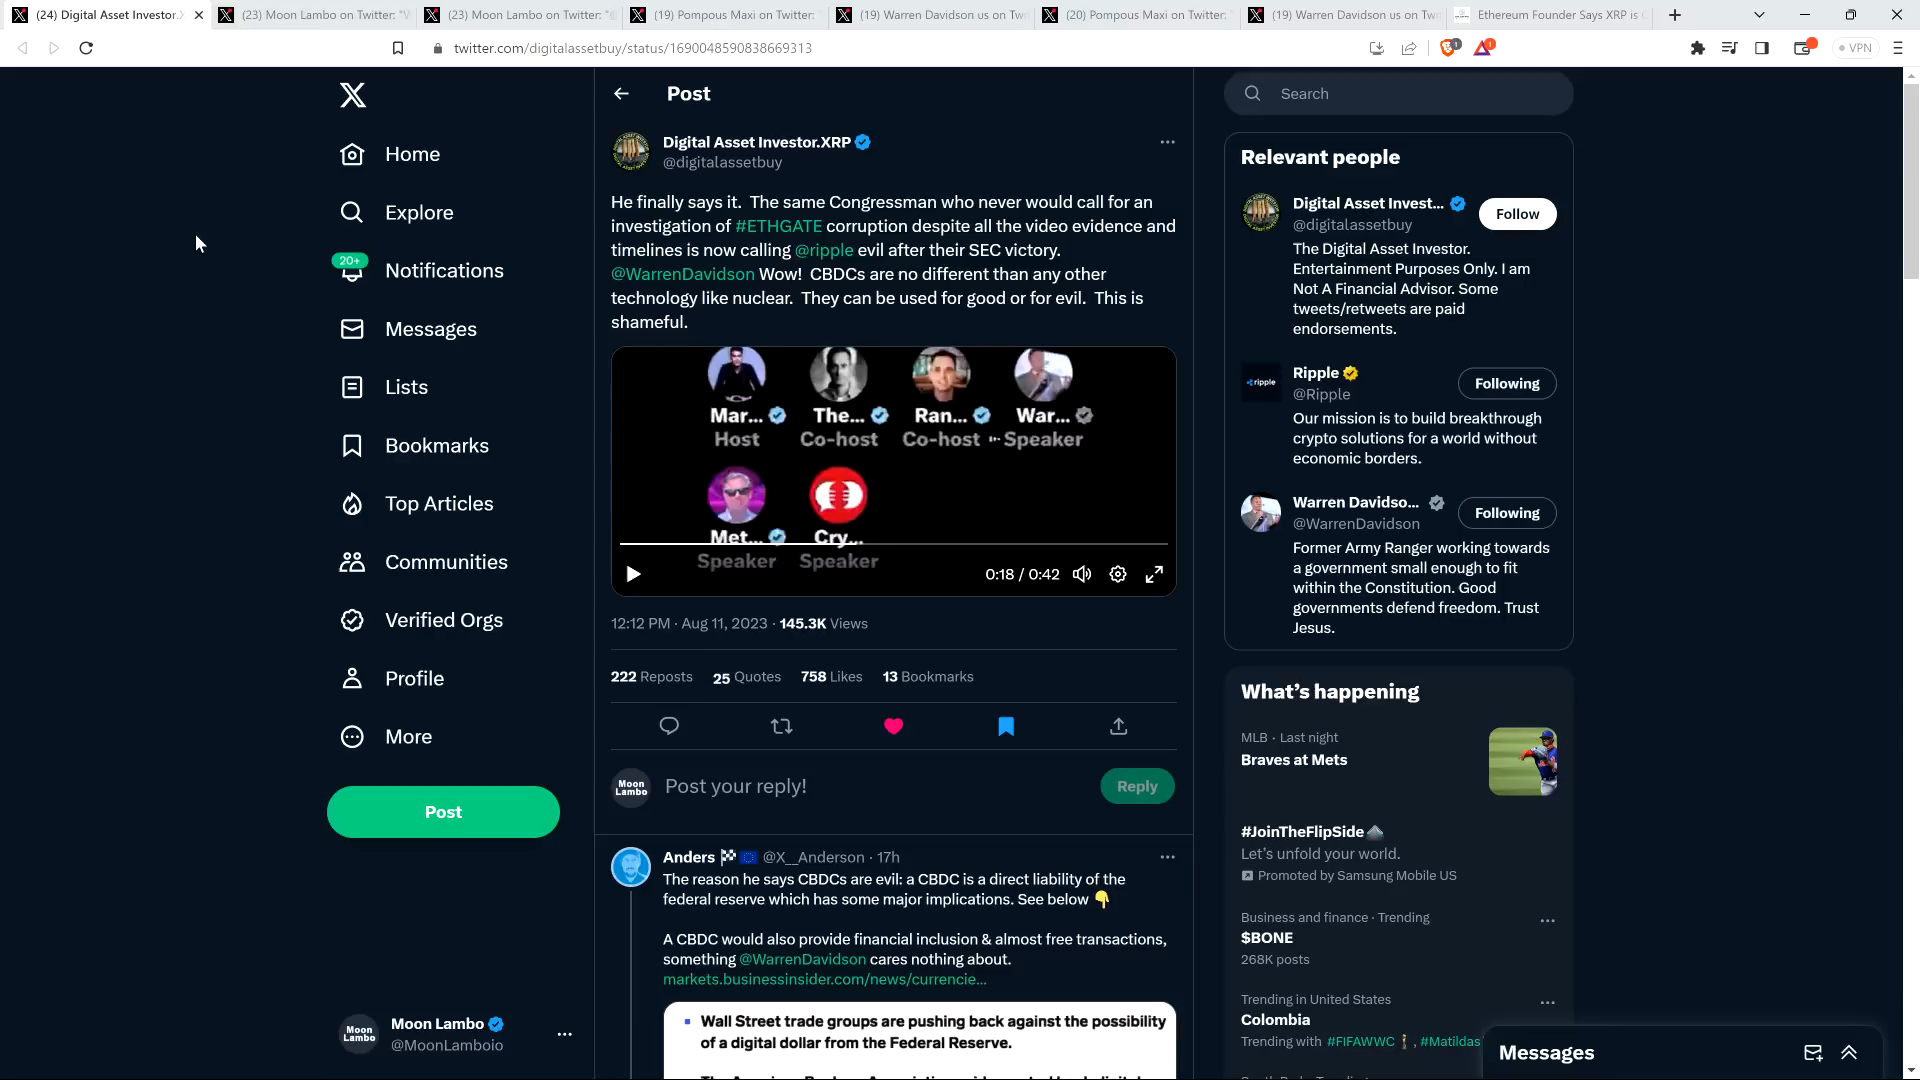 (24) Digital Asset Investor.X
(23) Moon Lambo on Twitter: "
(23) Moon Lambo on Twitter: "@
(19) Pompous Maxi on Twitter:
(19) Warren Davidson us on Tw
(20) Pompous Maxi on Twitter: "
(19) Warren Davidson us on Tw
Ethereum Founder Says XRP is
twitter.com/digitalassetbuy/status/1690048590838669313
1
1
VPN
Home
Explore
20+
Notifications
Messages
Lists
Bookmarks
Top Articles
Communities
Verified Orgs
Profile
More
Post
Moon Lambo
Moon Lambo
@MoonLamboio
Post
Digital Asset Investor.XRP
@digitalassetbuy
He finally says it.  The same Congressman who never would call for an
investigation of #ETHGATE corruption despite all the video evidence and
timelines is now calling @ripple evil after their SEC victory.
@WarrenDavidson Wow!  CBDCs are no different than any other
technology like nuclear.  They can be used for good or for evil.  This is
shameful.
Mar... The... Ran... War...
Host Co-host Co-host Speaker
Met... Cry...
Speaker Speaker
0:18 / 0:42
12:12 PM · Aug 11, 2023 · 145.3K Views
222 Reposts 25 Quotes 758 Likes 13 Bookmarks
Moon Lambo
Post your reply!
Reply
Anders @X__Anderson · 17h
The reason he says CBDCs are evil: a CBDC is a direct liability of the
federal reserve which has some major implications. See below 👇
A CBDC would also provide financial inclusion & almost free transactions,
something @WarrenDavidson cares nothing about.
markets.businessinsider.com/news/currencie...
Wall Street trade groups are pushing back against the possibility
of a digital dollar from the Federal Reserve.
Search
Relevant people
Digital Asset Invest...
@digitalassetbuy
Follow
The Digital Asset Investor.
Entertainment Purposes Only. I am
Not A Financial Advisor. Some
tweets/retweets are paid
endorsements.
ripple
Ripple
@Ripple
Following
Our mission is to build breakthrough
crypto solutions for a world without
economic borders.
Warren Davidso...
@WarrenDavidson
Following
Former Army Ranger working towards
a government small enough to fit
within the Constitution. Good
governments defend freedom. Trust
Jesus.
What's happening
MLB · Last night
Braves at Mets
#JoinTheFlipSide
Let's unfold your world.
Promoted by Samsung Mobile US
Business and finance · Trending
$BONE
268K posts
Trending in United States
Colombia
Trending with #FIFAWWC , #Matildas
Messages